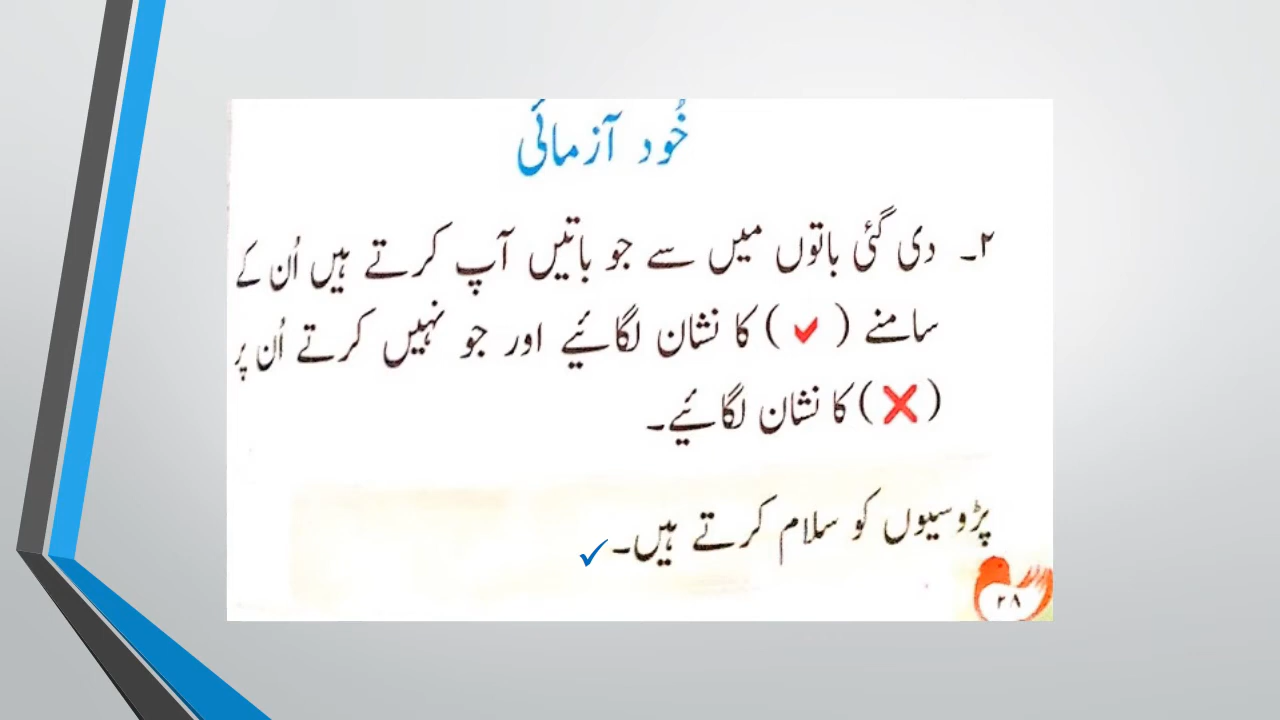 خُود آزمائی
۲۔ دی گئی باتوں میں سے جو باتیں آپ کرتے ہیں اُن کے
سامنے (✓) کا نشان لگائیے اور جو نہیں کرتے اُن پر
(✗) کا نشان لگائیے۔
پڑوسیوں کو سلام کرتے ہیں۔ ✓
۲۸